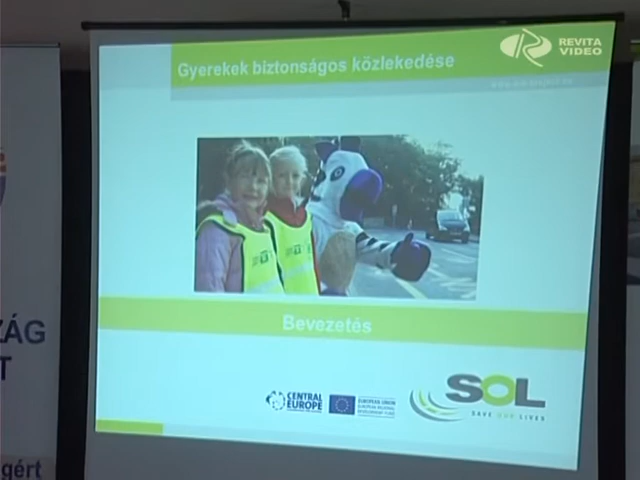 REVITA
VIDEO
Gyerekek biztonságos közlekedése
Bevezetés
ZÁG
T
gért
CENTRAL
EUROPE
EUROPEAN UNION
SOL
SAVE OUR LIVES